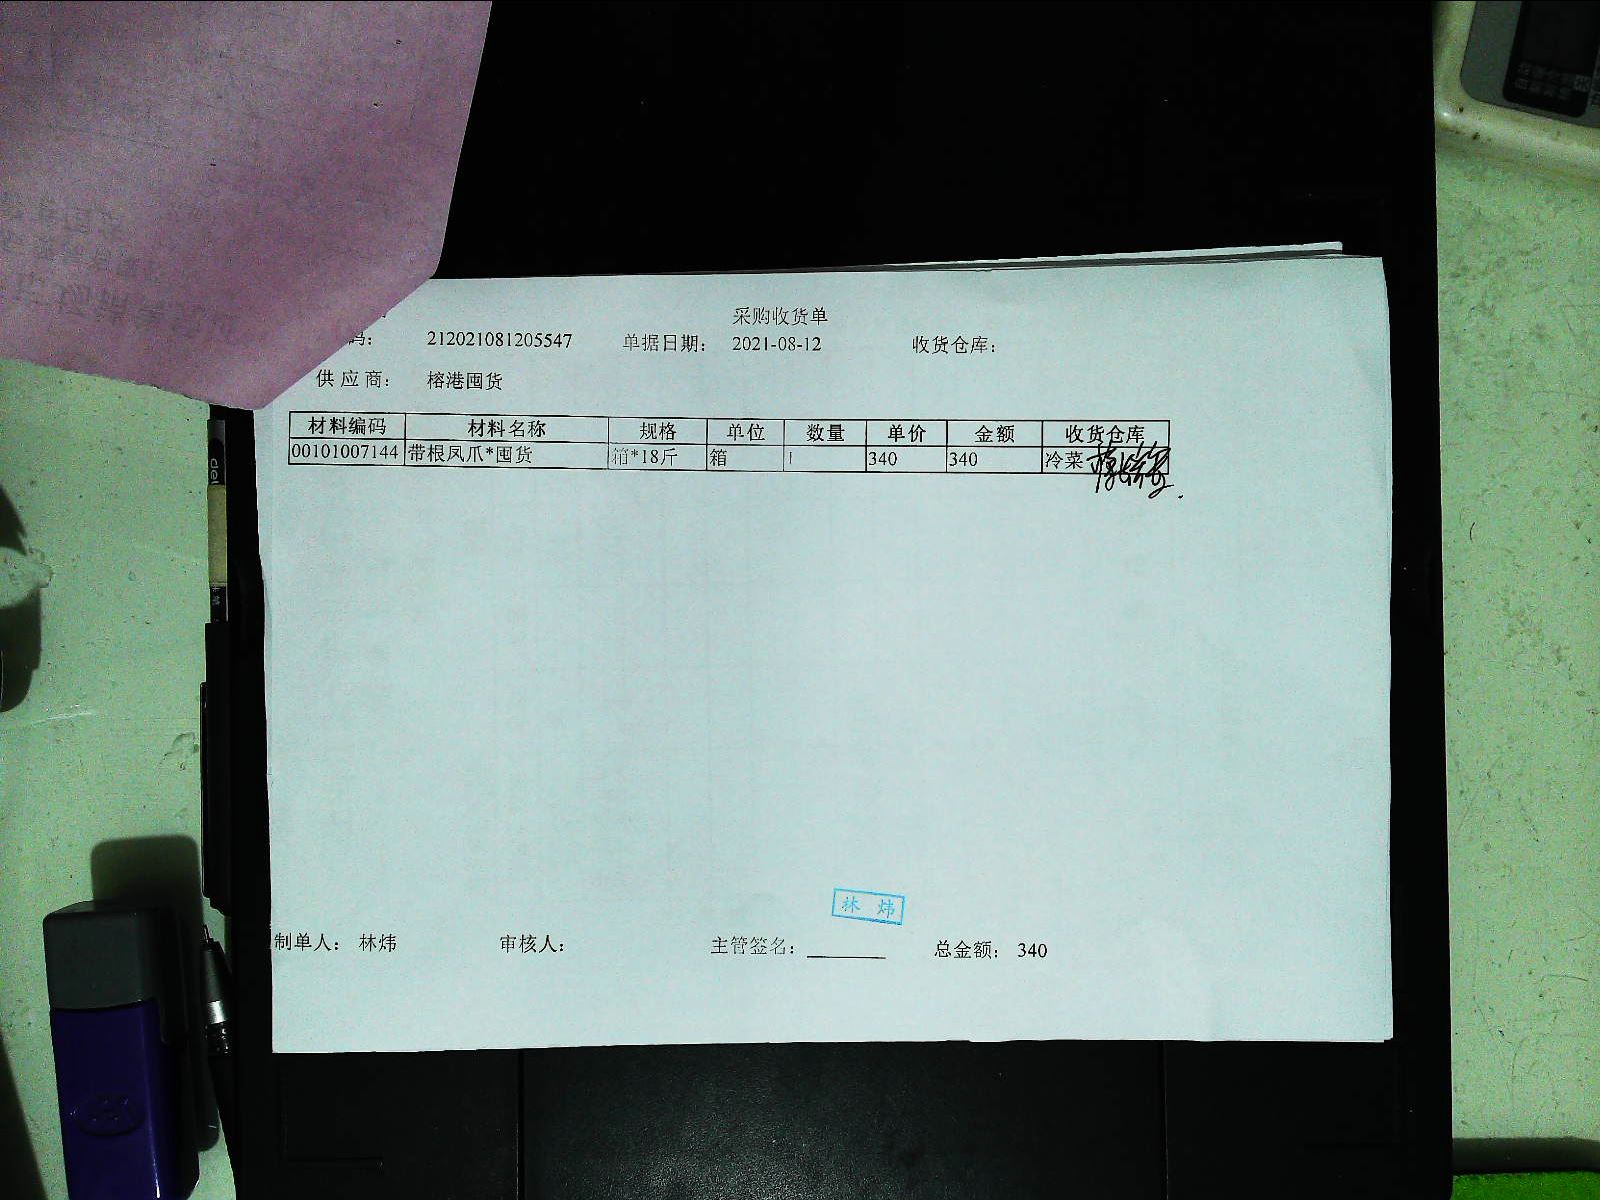 采购收货单
码： 212021081205547 单据日期： 2021-08-12 收货仓库：
供应商： 榕港囤货
材料编码 材料名称 规格 单位 数量 单价 金额 收货仓库
00101007144 带根凤爪*囤货 箱*18斤 箱 1 340 340 冷菜
林 炜
制单人： 林炜 审核人： 主管签名： 总金额： 340
del